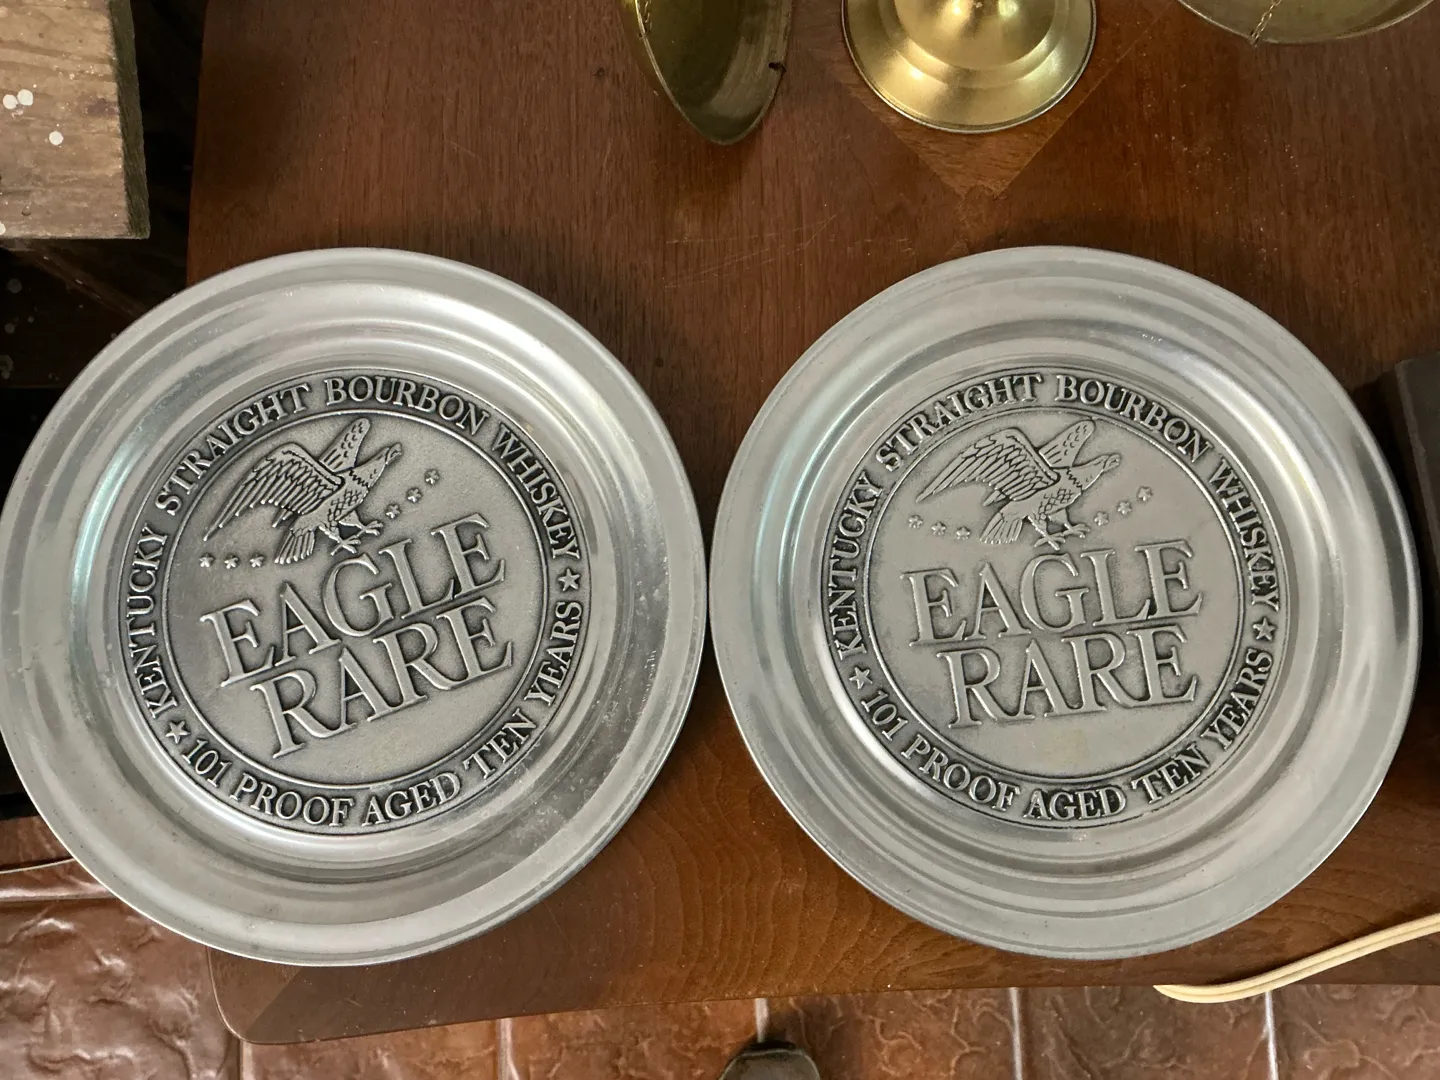 KENTUCKY STRAIGHT BOURBON WHISKEY
EAGLE
RARE
★ 101 PROOF AGED TEN YEARS ★
KENTUCKY STRAIGHT BOURBON WHISKEY
EAGLE
RARE
★ 101 PROOF AGED TEN YEARS ★